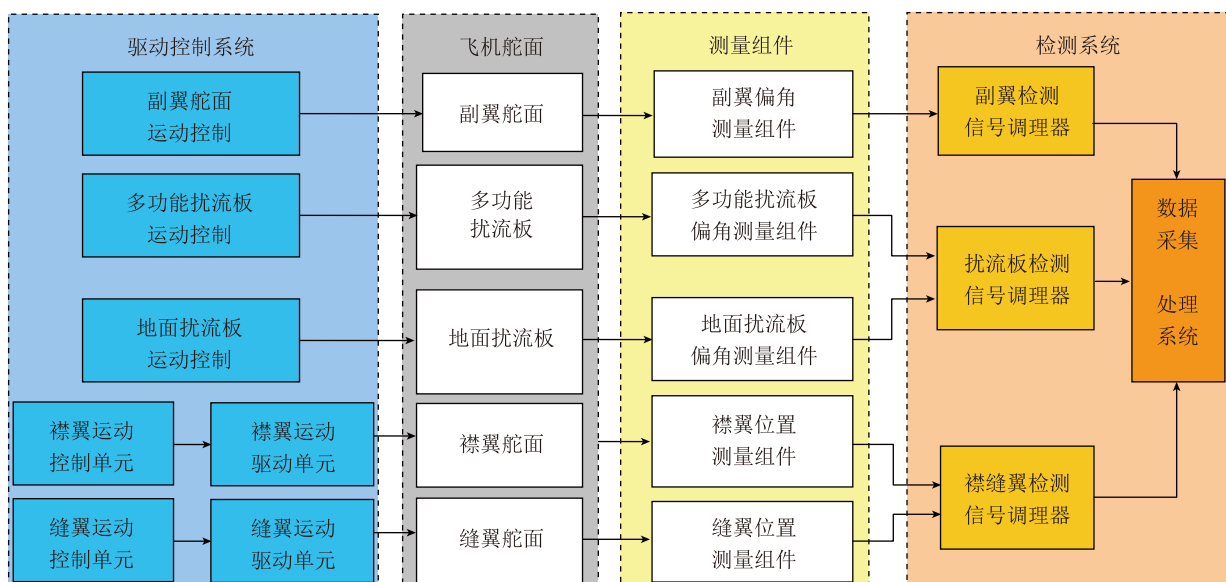 驱动控制系统
飞机舵面
测量组件
检测系统
副翼舵面
运动控制
副翼舵面
副翼偏角
测量组件
副翼检测
信号调理器
多功能扰流板
运动控制
多功能
扰流板
多功能扰流板
偏角测量组件
扰流板检测
信号调理器
数据
采集
处理
系统
地面扰流板
运动控制
地面扰流板
地面扰流板
偏角测量组件
襟翼运动
控制单元
襟翼运动
驱动单元
襟翼舵面
襟翼位置
测量组件
襟缝翼检测
信号调理器
缝翼运动
控制单元
缝翼运动
驱动单元
缝翼舵面
缝翼位置
测量组件